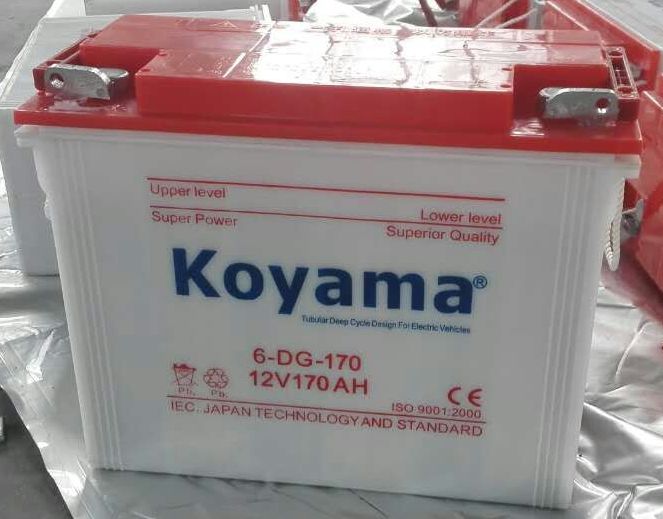 Upper level
Lower level
Super Power
Superior Quality
Koyama®
Tubular Deep Cycle Design For Electric Vehicles
6-DG-170
12V170AH
Pb. Pb.
CE
ISO 9001:2000
IEC. JAPAN TECHNOLOGY AND STANDARD